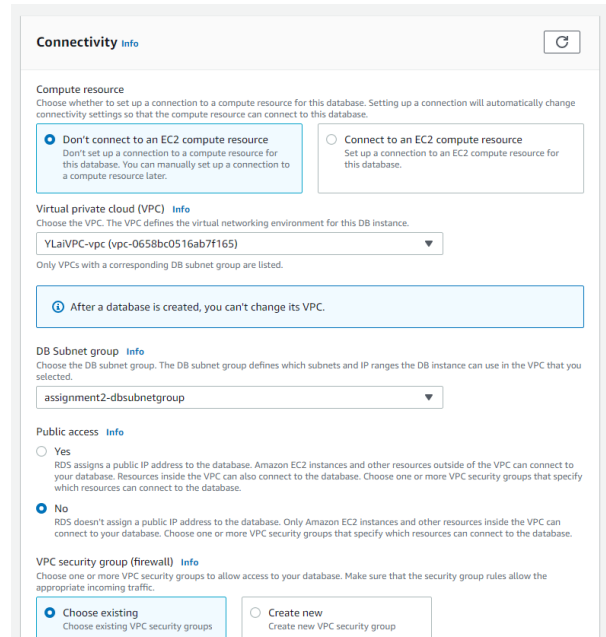 Connectivity Info
Compute resource
Choose whether to set up a connection to a compute resource for this database. Setting up a connection will automatically change
connectivity settings so that the compute resource can connect to this database.
Don't connect to an EC2 compute
resource
Don't set up a connection to a compute resource for
this database. You can manually set up a connection to
a compute resource later.
Connect to an EC2 compute resource
Set up a connection to an EC2 compute resource for
this database.
Virtual private cloud (VPC) Info
Choose the VPC. The VPC defines the virtual networking environment for this DB instance.
YLaiVPC-vpc (vpc-0658bc0516ab7f165)
Only VPCs with a corresponding DB subnet group are listed.
After a database is created, you can't change its VPC.
DB Subnet group Info
Choose the DB subnet group. The DB subnet group defines which subnets and IP ranges the DB instance can use in the VPC that you
selected.
assignment2-dbsubnetgroup
Public access Info
Yes
RDS assigns a public IP address to the database. Amazon EC2 instances and other resources outside of the VPC can connect to
your database. Resources inside the VPC can also connect to the database. Choose one or more VPC security groups that specify
which resources can connect to the database.
No
RDS doesn't assign a public IP address to the database. Only Amazon EC2 instances and other resources inside the VPC can
connect to your database. Choose one or more VPC security groups that specify which resources can connect to the database.
VPC security group (firewall) Info
Choose one or more VPC security groups to allow access to your database. Make sure that the security group rules allow the
appropriate incoming traffic.
Choose existing
Choose existing VPC security groups
Create new
Create new VPC security group